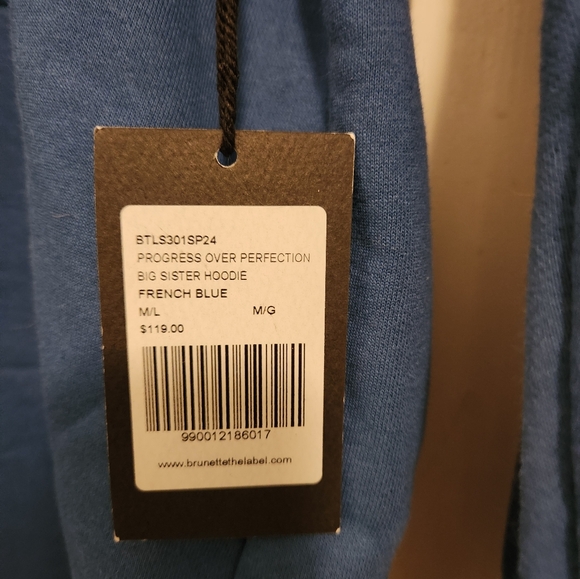 BTLS301SP24
PROGRESS OVER PERFECTION
BIG SISTER HOODIE
FRENCH BLUE
M/L M/G
$119.00
990012186017
www.brunettethelabel.com